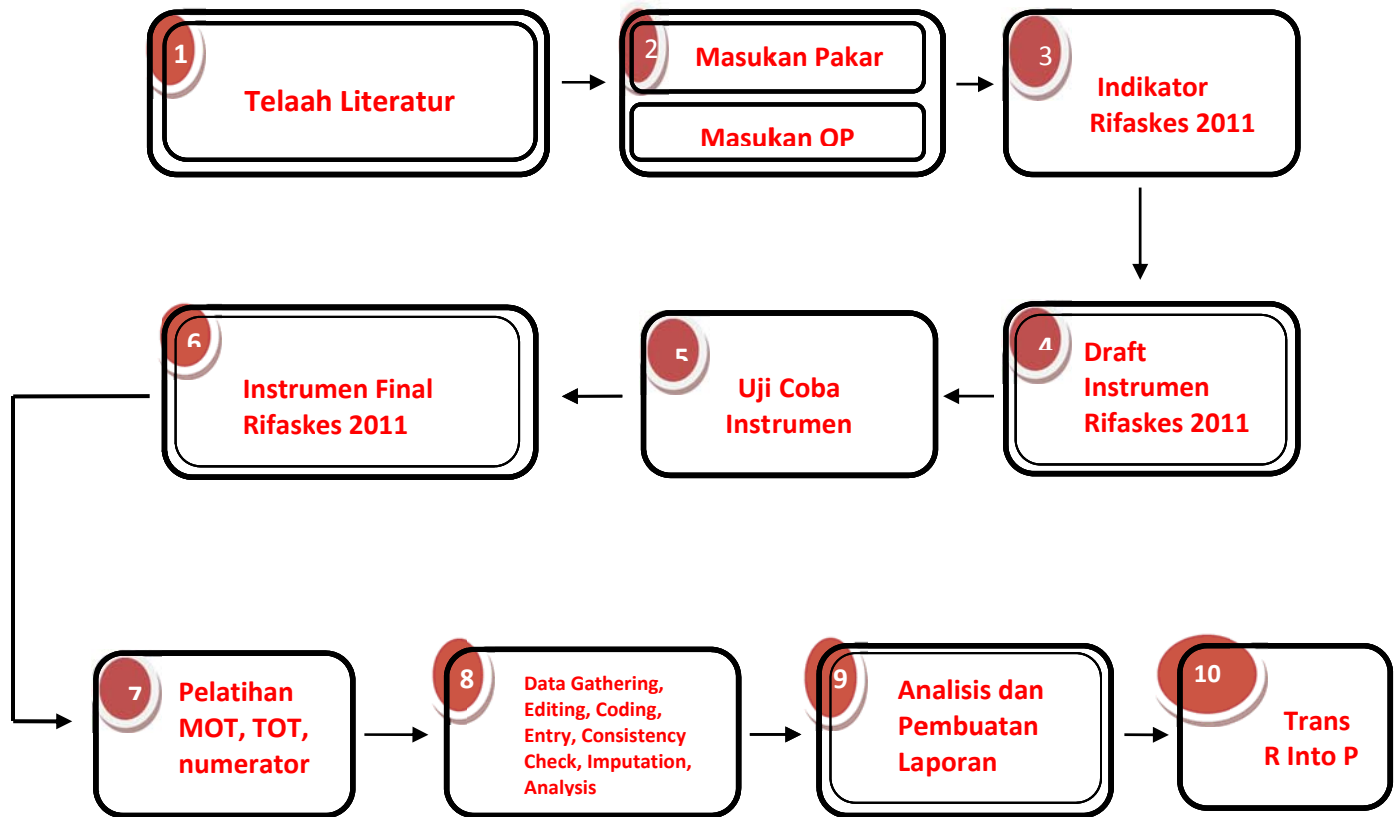 1
Telaah Literatur
2
Masukan Pakar
Masukan OP
3
Indikator
Rifaskes 2011
4
Draft
Instrumen
Rifaskes 2011
5
Uji Coba
Instrumen
6
Instrumen Final
Rifaskes 2011
7
Pelatihan
MOT, TOT,
numerator
8
Data Gathering,
Editing, Coding,
Entry, Consistency
Check, Imputation,
Analysis
9
Analisis dan
Pembuatan
Laporan
10
Trans
R Into P